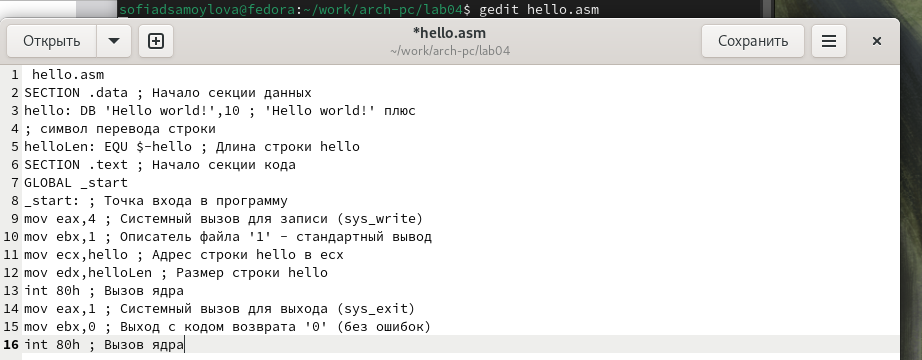 sofiadsamoylova@fedora:~/work/arch-pc/lab04$ gedit hello.asm
Открыть
*hello.asm
~/work/arch-pc/lab04
Сохранить
1 hello.asm
2 SECTION .data ; Начало секции данных
3 hello: DB 'Hello world!',10 ; 'Hello world!' плюс
4 ; символ перевода строки
5 helloLen: EQU $-hello ; Длина строки hello
6 SECTION .text ; Начало секции кода
7 GLOBAL _start
8 _start: ; Точка входа в программу
9 mov eax,4 ; Системный вызов для записи (sys_write)
10 mov ebx,1 ; Описатель файла '1' - стандартный вывод
11 mov ecx,hello ; Адрес строки hello в ecx
12 mov edx,helloLen ; Размер строки hello
13 int 80h ; Вызов ядра
14 mov eax,1 ; Системный вызов для выхода (sys_exit)
15 mov ebx,0 ; Выход с кодом возврата '0' (без ошибок)
16 int 80h ; Вызов ядра